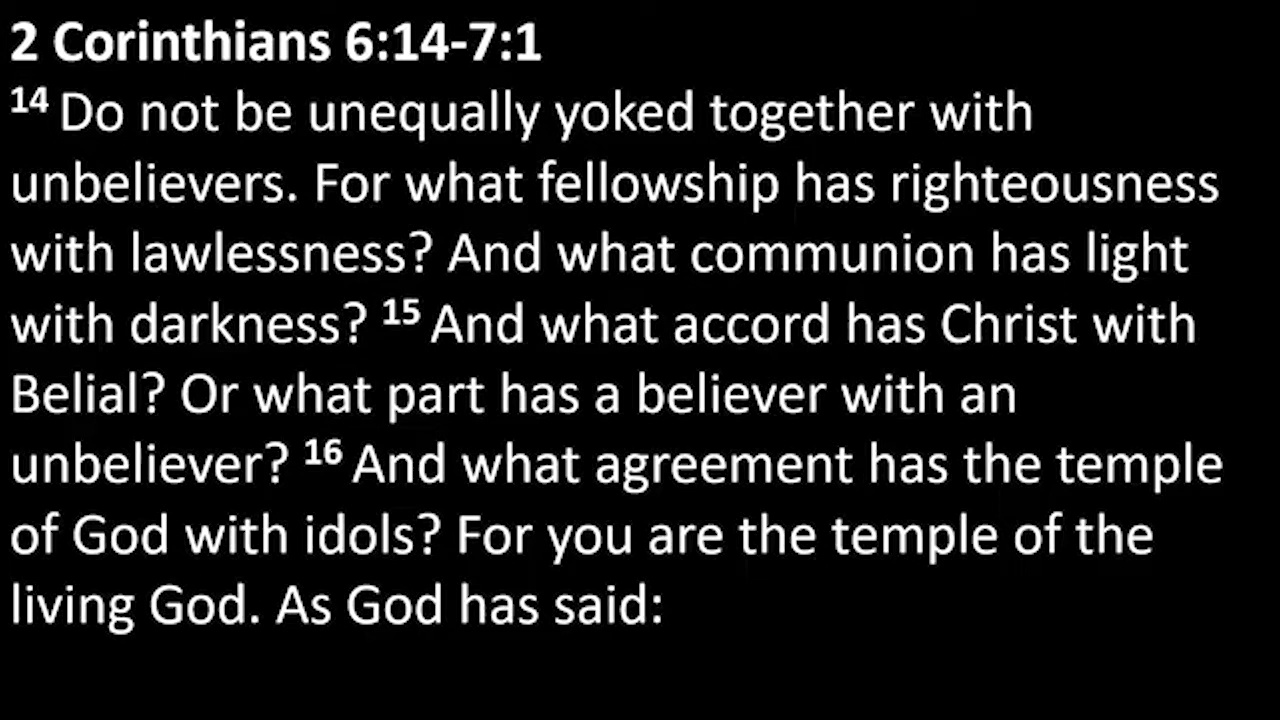 2 Corinthians 6:14-7:1
14 Do not be unequally yoked together with
unbelievers. For what fellowship has righteousness
with lawlessness? And what communion has light
with darkness? 15 And what accord has Christ with
Belial? Or what part has a believer with an
unbeliever? 16 And what agreement has the temple
of God with idols? For you are the temple of the
living God. As God has said: